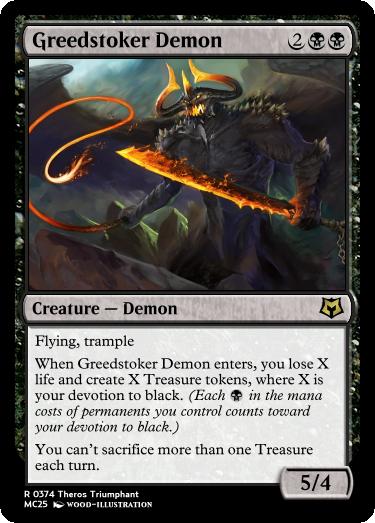 Greedstoker Demon 2
Creature — Demon
Flying, trample
When Greedstoker Demon enters, you lose X
life and create X Treasure tokens, where X is
your devotion to black. (Each in the mana
costs of permanents you control counts toward
your devotion to black.)
You can't sacrifice more than one Treasure
each turn.
5/4
R 0374 Theros Triumphant
MC25 WOOD-ILLUSTRATION